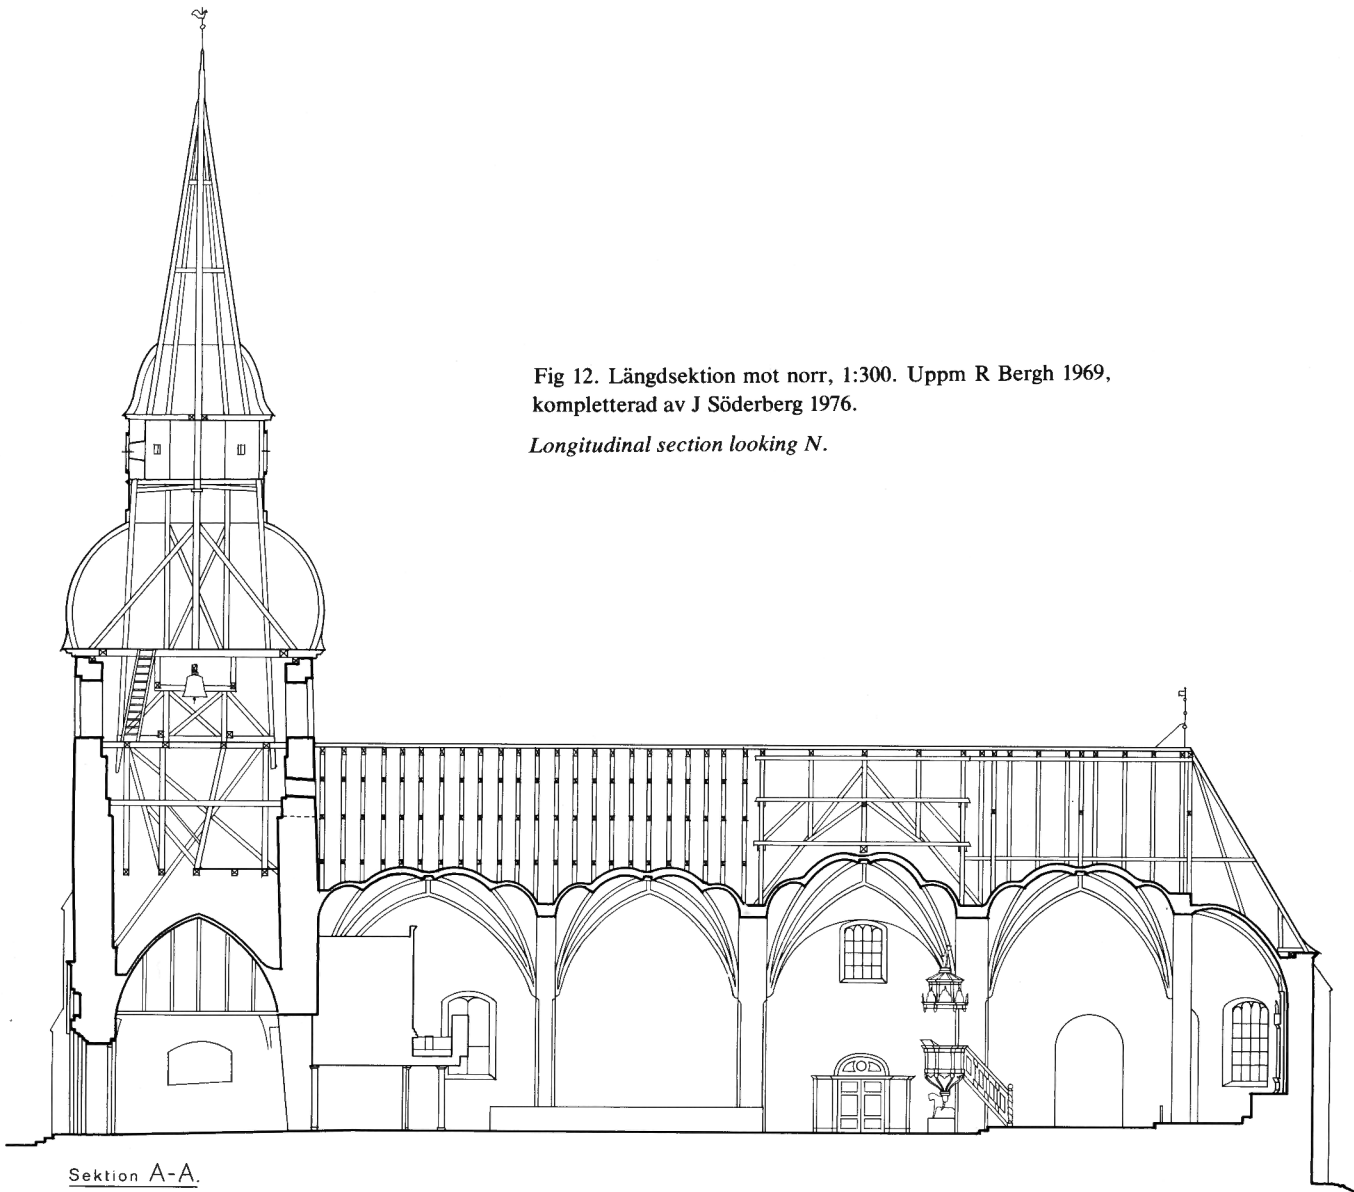 Fig 12. Längdsektion mot norr, 1:300. Uppm R Bergh 1969,
kompletterad av J Söderberg 1976.
Longitudinal section looking N.
Sektion A-A.